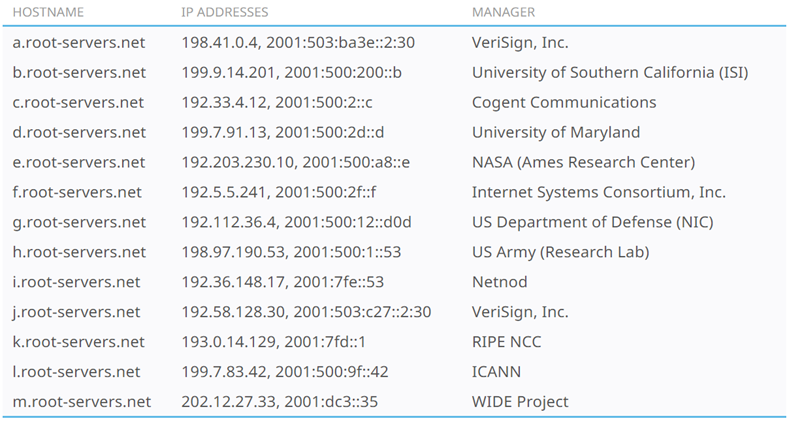 HOSTNAME IP ADDRESSES MANAGER
a.root-servers.net 198.41.0.4, 2001:503:ba3e::2:30 VeriSign, Inc.
b.root-servers.net 199.9.14.201, 2001:500:200::b University of Southern California (ISI)
c.root-servers.net 192.33.4.12, 2001:500:2::c Cogent Communications
d.root-servers.net 199.7.91.13, 2001:500:2d::d University of Maryland
e.root-servers.net 192.203.230.10, 2001:500:a8::e NASA (Ames Research Center)
f.root-servers.net 192.5.5.241, 2001:500:2f::f Internet Systems Consortium, Inc.
g.root-servers.net 192.112.36.4, 2001:500:12::d0d US Department of Defense (NIC)
h.root-servers.net 198.97.190.53, 2001:500:1::53 US Army (Research Lab)
i.root-servers.net 192.36.148.17, 2001:7fe::53 Netnod
j.root-servers.net 192.58.128.30, 2001:503:c27::2:30 VeriSign, Inc.
k.root-servers.net 193.0.14.129, 2001:7fd::1 RIPE NCC
l.root-servers.net 199.7.83.42, 2001:500:9f::42 ICANN
m.root-servers.net 202.12.27.33, 2001:dc3::35 WIDE Project